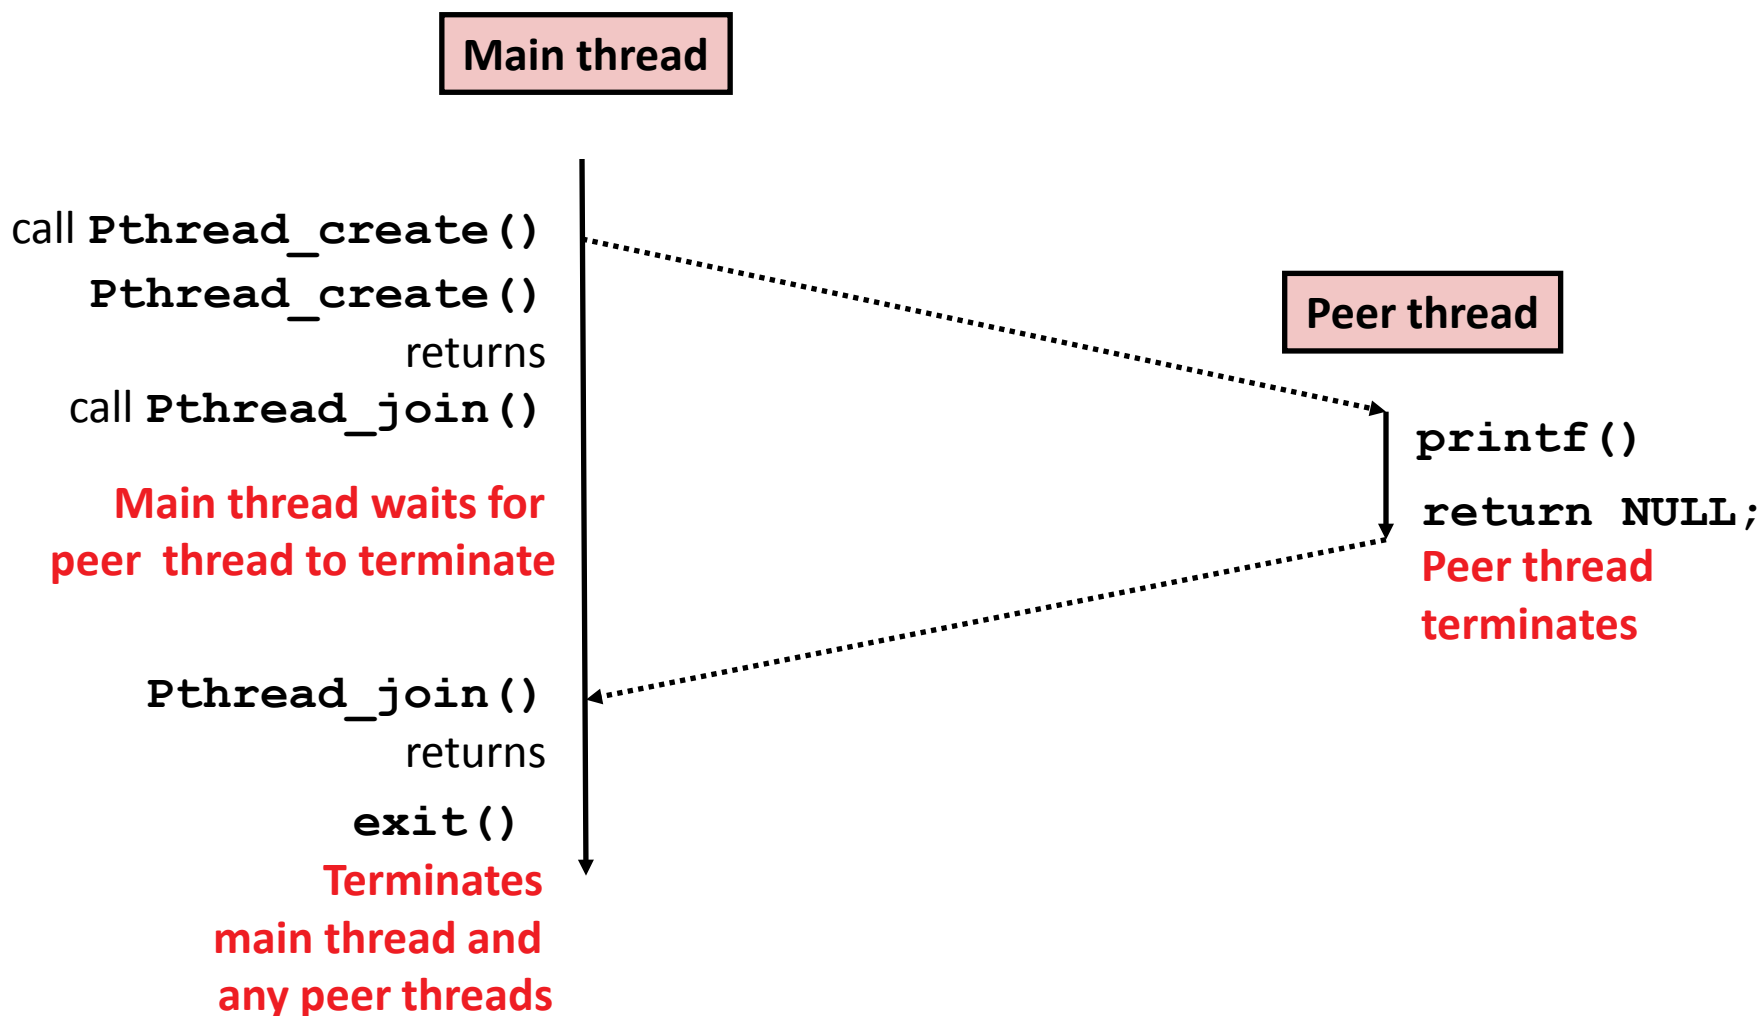 Main thread
call Pthread_create()
Pthread_create()
returns
call Pthread_join()
Main thread waits for
peer thread to terminate
Pthread_join()
returns
exit()
Terminates
main thread and
any peer threads
Peer thread
printf()
return NULL;
Peer thread
terminates